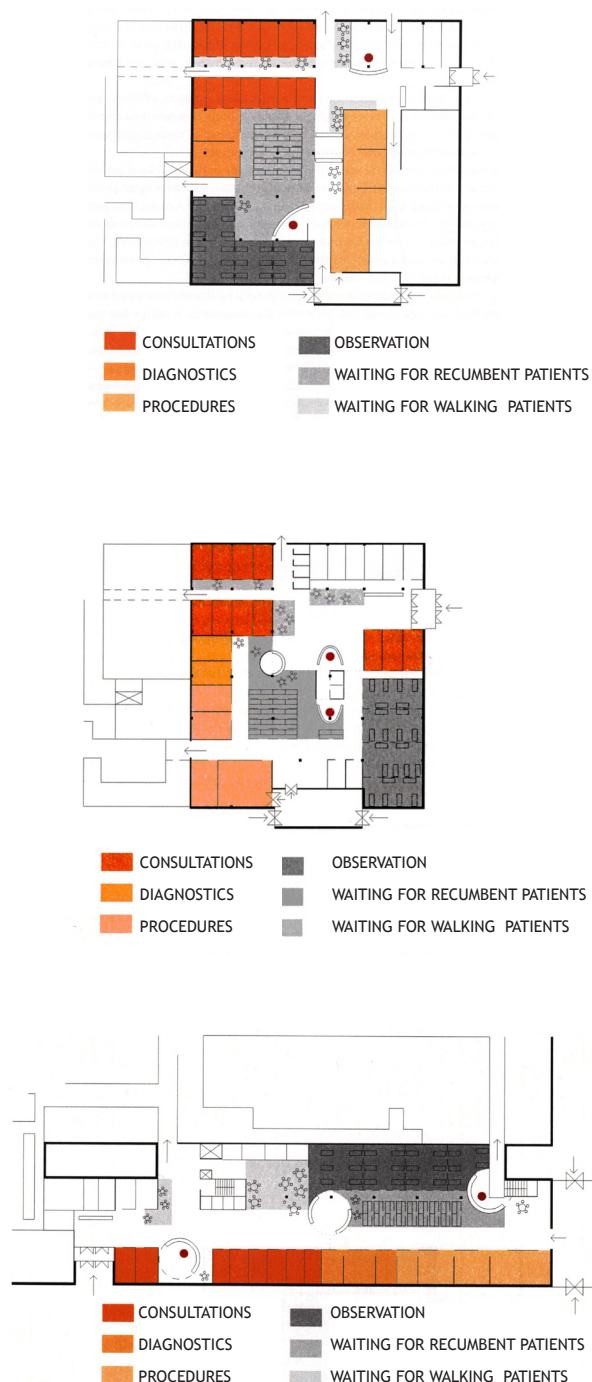 CONSULTATIONS
OBSERVATION
DIAGNOSTICS
WAITING FOR RECUMBENT PATIENTS
PROCEDURES
WAITING FOR WALKING PATIENTS
CONSULTATIONS
OBSERVATION
DIAGNOSTICS
WAITING FOR RECUMBENT PATIENTS
PROCEDURES
WAITING FOR WALKING PATIENTS
CONSULTATIONS
OBSERVATION
DIAGNOSTICS
WAITING FOR RECUMBENT PATIENTS
PROCEDURES
WAITING FOR WALKING PATIENTS